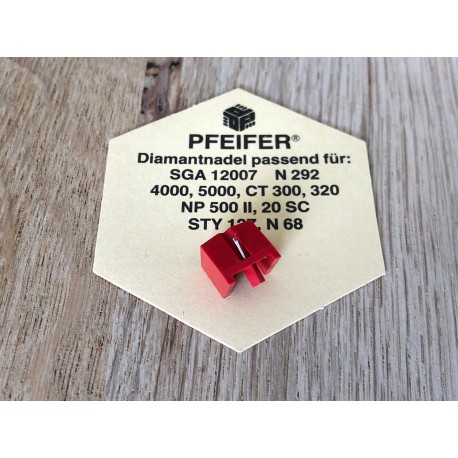 PFEIFER®
Diamantnadel passend für:
SGA 12007 N 292
4000, 5000, CT 300, 320
NP 500 II, 20 SC
STY N 68